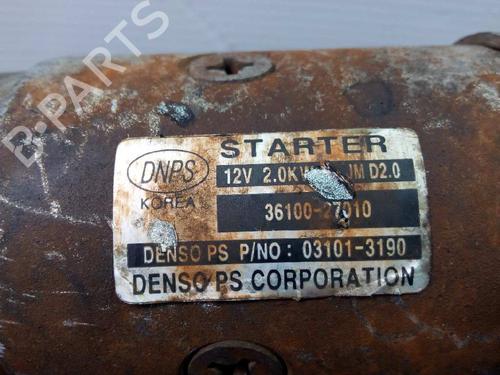 B-PARTS
STARTER
DNPS
12V 2.0KW JM D2.0
KOREA
36100-27010
DENSO PS P/NO : 03101-3190
DENSO PS CORPORATION